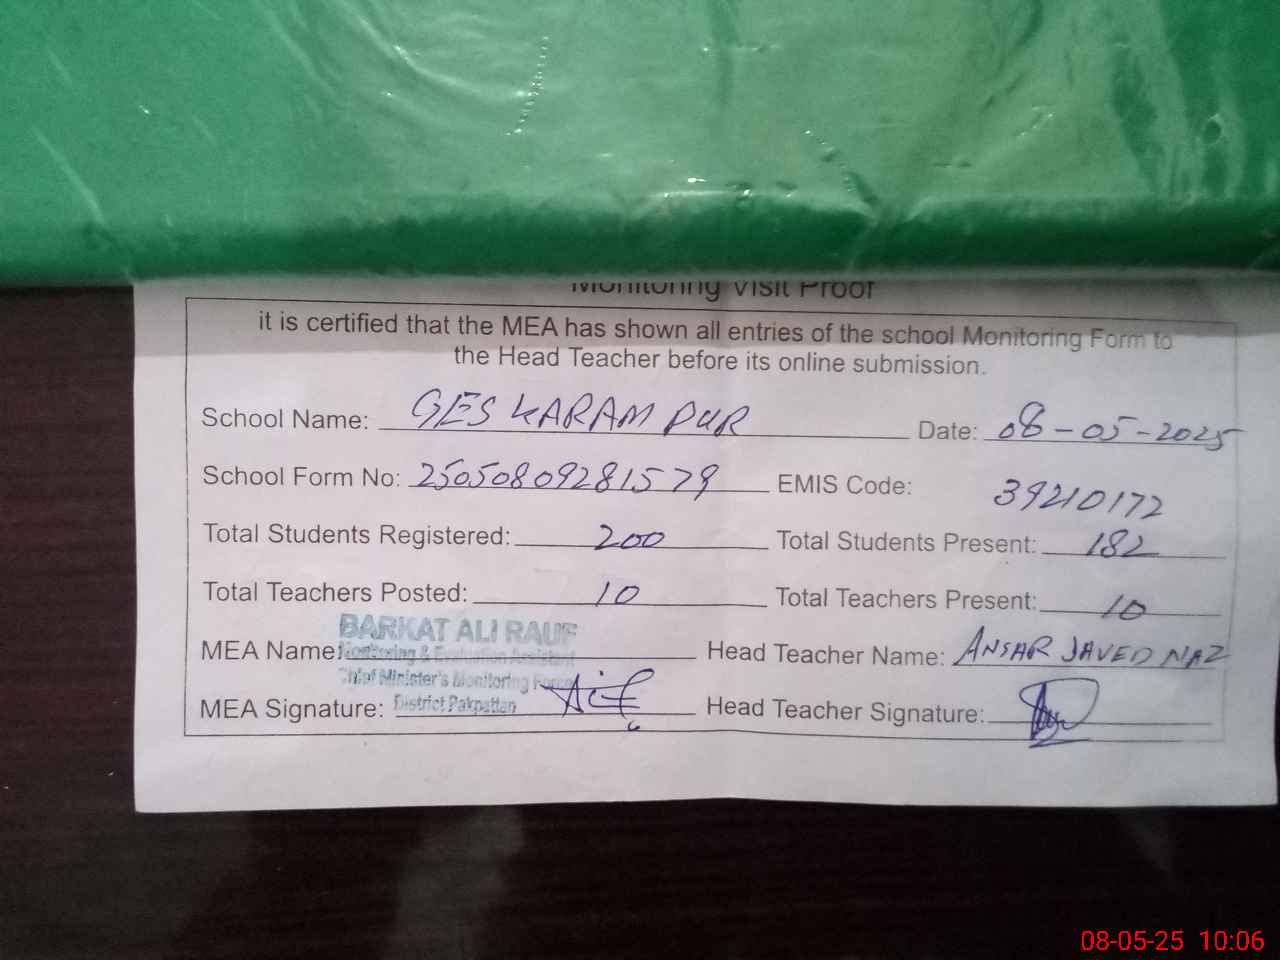 Monitoring Visit Proof
it is certified that the MEA has shown all entries of the school Monitoring Form to
the Head Teacher before its online submission.
School Name: GES KARAM PUR Date: 08-05-2025
School Form No: 25050809281579 EMIS Code: 39210172
Total Students Registered: 200 Total Students Present: 182
Total Teachers Posted: 10 Total Teachers Present: 10
BARKAT ALI RAUF
MEA Name: Monitoring & Evaluation Assistant Head Teacher Name: ANSAR JAVED NAZ
Chief Minister's Monitoring Force
MEA Signature: District Pakpattan Head Teacher Signature:
08-05-25 10:06